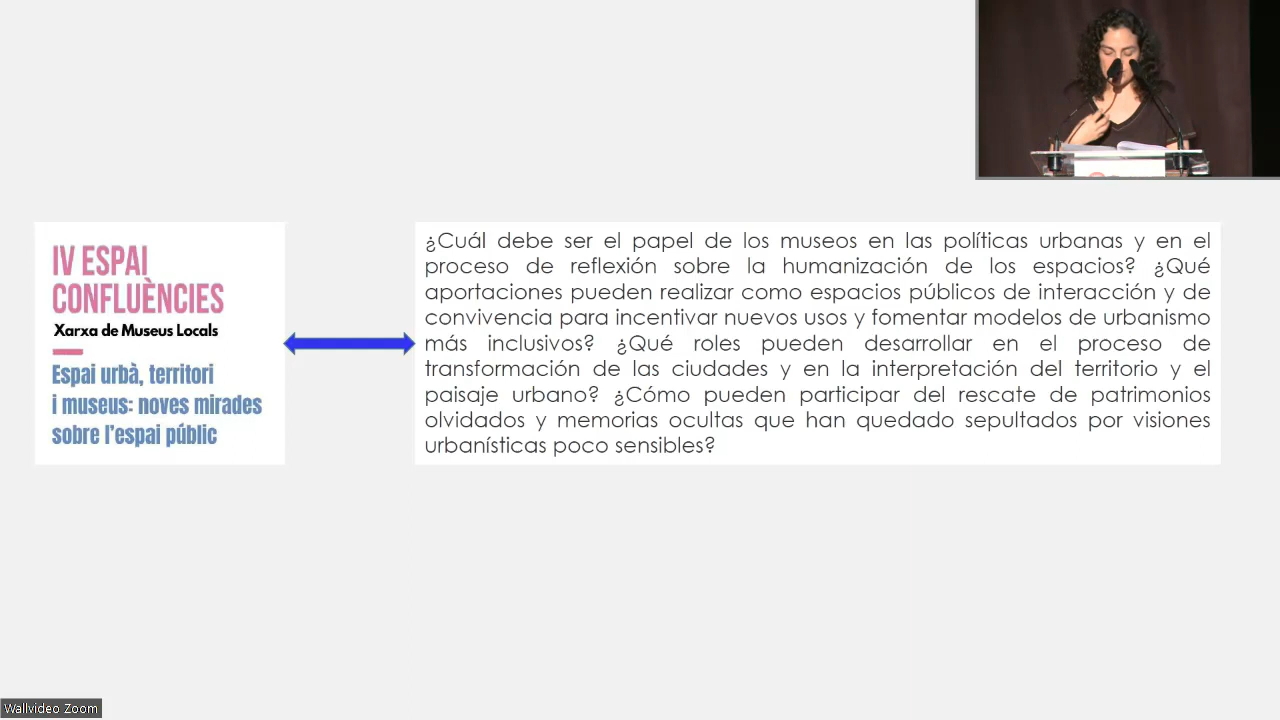 IV ESPAI
CONFLUÈNCIES
Xarxa de Museus Locals
Espai urbà, territori
i museus: noves mirades
sobre l'espai públic
¿Cuál debe ser el papel de los museos en las políticas urbanas y en el
proceso de reflexión sobre la humanización de los espacios? ¿Qué
aportaciones pueden realizar como espacios públicos de interacción y de
convivencia para incentivar nuevos usos y fomentar modelos de urbanismo
más inclusivos? ¿Qué roles pueden desarrollar en el proceso de
transformación de las ciudades y en la interpretación del territorio y el
paisaje urbano? ¿Cómo pueden participar del rescate de patrimonios
olvidados y memorias ocultas que han quedado sepultados por visiones
urbanísticas poco sensibles?
Wallvideo Zoom